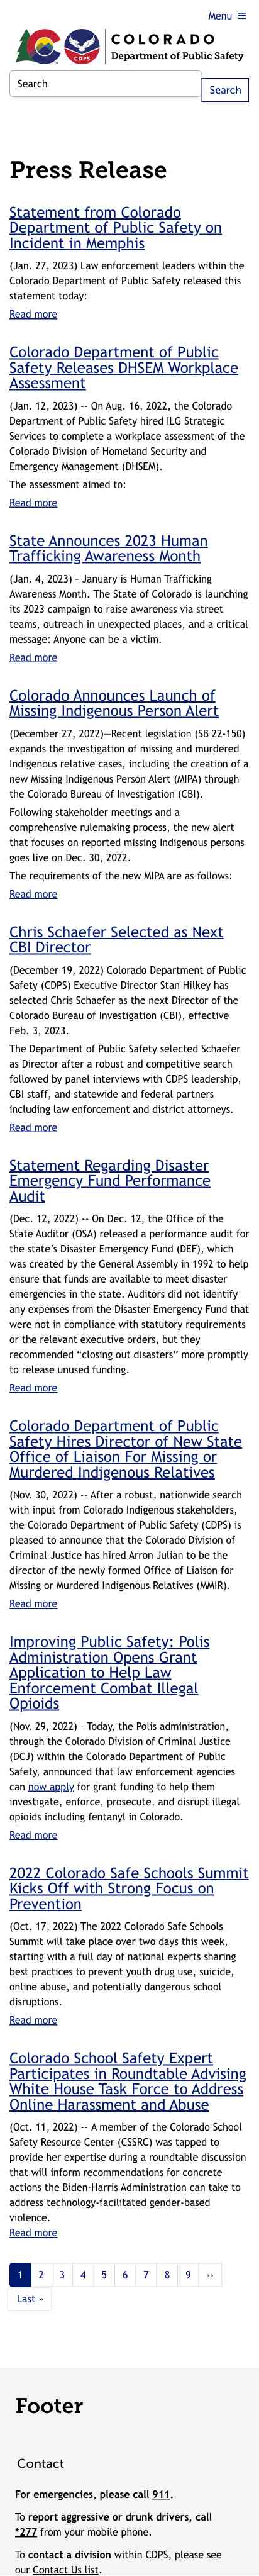 Menu ≡
COLORADO
Department of Public Safety
CDPS
Search
Search
Press Release
Statement from Colorado
Department of Public Safety on
Incident in Memphis
(Jan. 27, 2023) Law enforcement leaders within the
Colorado Department of Public Safety released this
statement today:
Read more
Colorado Department of Public
Safety Releases DHSEM Workplace
Assessment
(Jan. 12, 2023) -- On Aug. 16, 2022, the Colorado
Department of Public Safety hired ILG Strategic
Services to complete a workplace assessment of the
Colorado Division of Homeland Security and
Emergency Management (DHSEM).
The assessment aimed to:
Read more
State Announces 2023 Human
Trafficking Awareness Month
(Jan. 4, 2023) – January is Human Trafficking
Awareness Month. The State of Colorado is launching
its 2023 campaign to raise awareness via street
teams, outreach in unexpected places, and a critical
message: Anyone can be a victim.
Read more
Colorado Announces Launch of
Missing Indigenous Person Alert
(December 27, 2022)—Recent legislation (SB 22-150)
expands the investigation of missing and murdered
Indigenous relative cases, including the creation of a
new Missing Indigenous Person Alert (MIPA) through
the Colorado Bureau of Investigation (CBI).
Following stakeholder meetings and a
comprehensive rulemaking process, the new alert
that focuses on reported missing Indigenous persons
goes live on Dec. 30, 2022.
The requirements of the new MIPA are as follows:
Read more
Chris Schaefer Selected as Next
CBI Director
(December 19, 2022) Colorado Department of Public
Safety (CDPS) Executive Director Stan Hilkey has
selected Chris Schaefer as the next Director of the
Colorado Bureau of Investigation (CBI), effective
Feb. 3, 2023.
The Department of Public Safety selected Schaefer
as Director after a robust and competitive search
followed by panel interviews with CDPS leadership,
CBI staff, and statewide and federal partners
including law enforcement and district attorneys.
Read more
Statement Regarding Disaster
Emergency Fund Performance
Audit
(Dec. 12, 2022) -- On Dec. 12, the Office of the
State Auditor (OSA) released a performance audit for
the state’s Disaster Emergency Fund (DEF), which
was created by the General Assembly in 1992 to help
ensure that funds are available to meet disaster
emergencies in the state. Auditors did not identify
any expenses from the Disaster Emergency Fund that
were not in compliance with statutory requirements
or the relevant executive orders, but they
recommended “closing out disasters” more promptly
to release unused funding.
Read more
Colorado Department of Public
Safety Hires Director of New State
Office of Liaison For Missing or
Murdered Indigenous Relatives
(Nov. 30, 2022) -- After a robust, nationwide search
with input from Colorado Indigenous stakeholders,
the Colorado Department of Public Safety (CDPS) is
pleased to announce that the Colorado Division of
Criminal Justice has hired Arron Julian to be the
director of the newly formed Office of Liaison for
Missing or Murdered Indigenous Relatives (MMIR).
Read more
Improving Public Safety: Polis
Administration Opens Grant
Application to Help Law
Enforcement Combat Illegal
Opioids
(Nov. 29, 2022) – Today, the Polis administration,
through the Colorado Division of Criminal Justice
(DCJ) within the Colorado Department of Public
Safety, announced that law enforcement agencies
can now apply for grant funding to help them
investigate, enforce, prosecute, and disrupt illegal
opioids including fentanyl in Colorado.
Read more
2022 Colorado Safe Schools Summit
Kicks Off with Strong Focus on
Prevention
(Oct. 17, 2022) The 2022 Colorado Safe Schools
Summit will take place over two days this week,
starting with a full day of national experts sharing
best practices to prevent youth drug use, suicide,
online abuse, and potentially dangerous school
disruptions.
Read more
Colorado School Safety Expert
Participates in Roundtable Advising
White House Task Force to Address
Online Harassment and Abuse
(Oct. 11, 2022) -- A member of the Colorado School
Safety Resource Center (CSSRC) was tapped to
provide her expertise during a roundtable discussion
that will inform recommendations for concrete
actions the Biden-Harris Administration can take to
address technology-facilitated gender-based
violence.
Read more
1 2 3 4 5 6 7 8 9 ››
Last »
Footer
Contact
For emergencies, please call 911.
To report aggressive or drunk drivers, call
*277 from your mobile phone.
To contact a division within CDPS, please see
our Contact Us list.